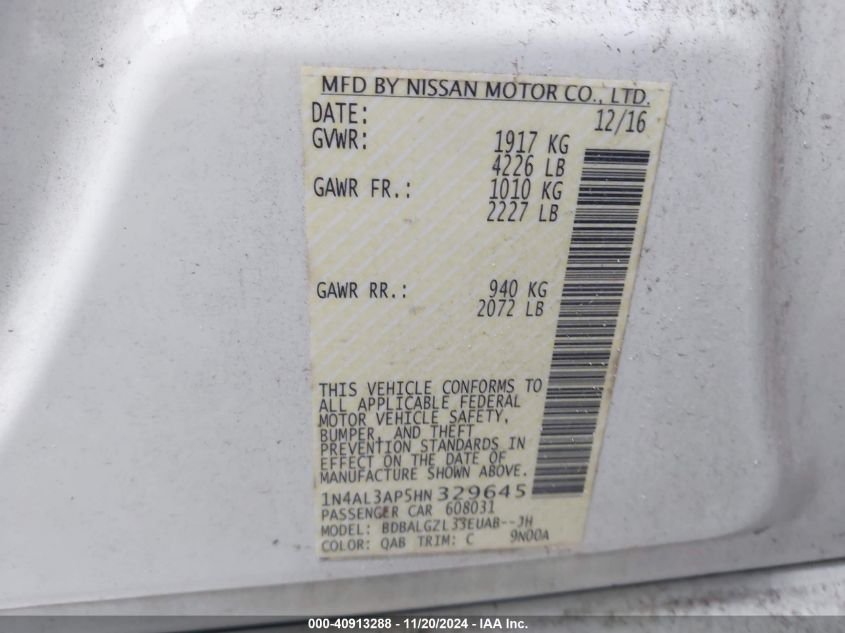 MFD BY NISSAN MOTOR CO., LTD.
DATE: 12/16
GVWR: 1917 KG
4226 LB
GAWR FR.: 1010 KG
2227 LB
GAWR RR.: 940 KG
2072 LB
THIS VEHICLE CONFORMS TO
ALL APPLICABLE FEDERAL
MOTOR VEHICLE SAFETY,
BUMPER, AND THEFT
PREVENTION STANDARDS IN
EFFECT ON THE DATE OF
MANUFACTURE SHOWN ABOVE.
1N4AL3AP5HN329645
PASSENGER CAR 608031
MODEL: BDBALGZL33EUAB--JH
COLOR: QAB TRIM: C 9N00A
000-40913288 - 11/20/2024 - IAA Inc.